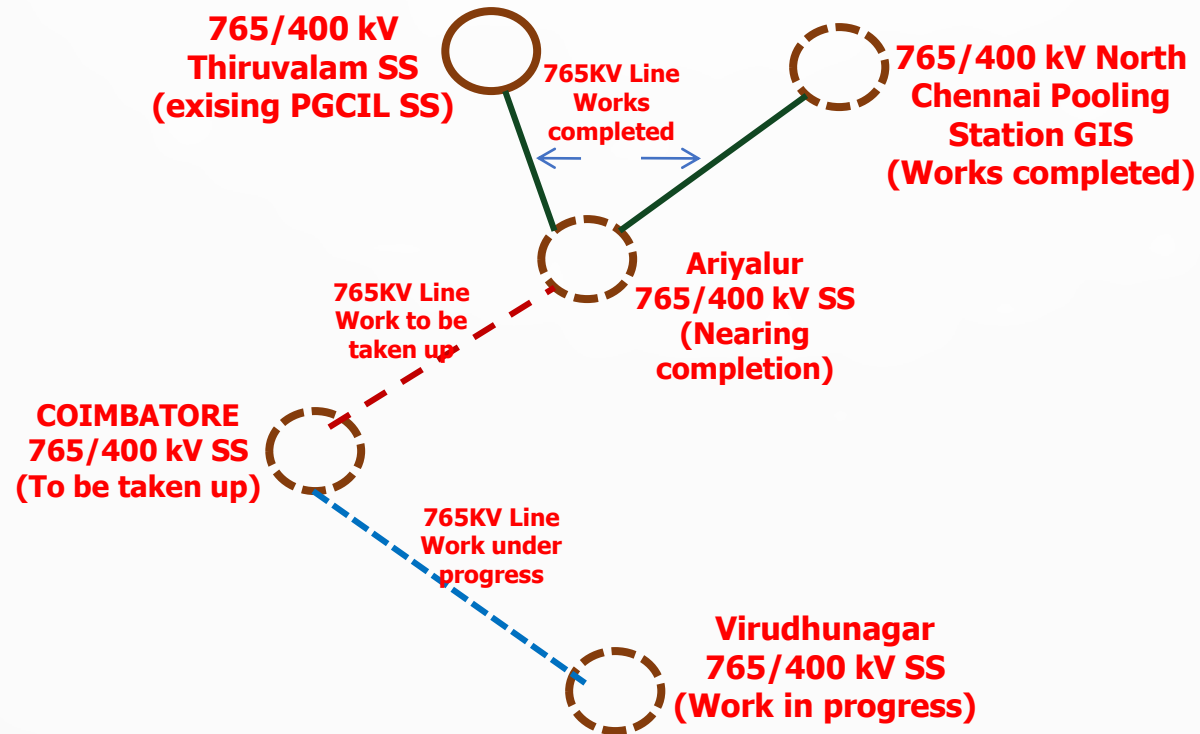 765/400 kV
Thiruvalam SS
(exising PGCIL SS)
765KV Line
Works
completed
765/400 kV North
Chennai Pooling
Station GIS
(Works completed)
Ariyalur
765/400 kV SS
(Nearing
completion)
765KV Line
Work to be
taken up
COIMBATORE
765/400 kV SS
(To be taken up)
765KV Line
Work under
progress
Virudhunagar
765/400 kV SS
(Work in progress)